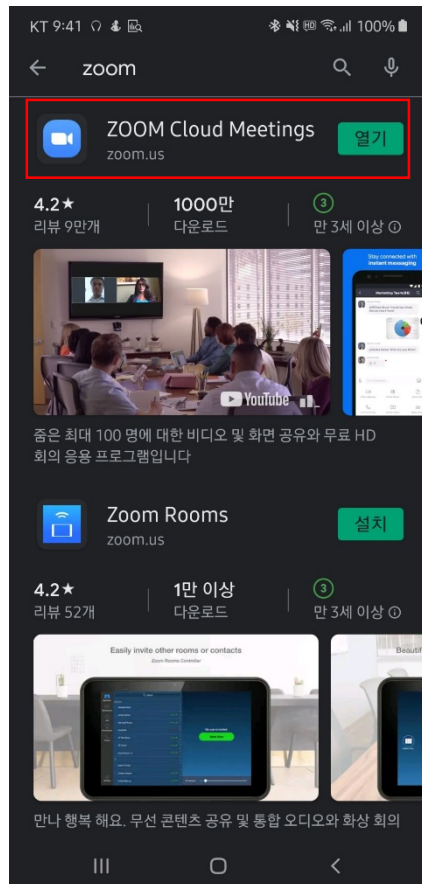 KT 9:41
100%
zoom
ZOOM Cloud Meetings
zoom.us
열기
4.2★
리뷰 9만개
1000만
다운로드
③
만 3세 이상 ⓘ
YouTube
Stay connected with
instant messaging
줌은 최대 100 명에 대한 비디오 및 화면 공유와 무료 HD
회의 응용 프로그램입니다
Zoom Rooms
zoom.us
설치
4.2★
리뷰 52개
1만 이상
다운로드
③
만 3세 이상 ⓘ
Easily invite other rooms or contacts
Zoom Rooms Controller
Beautif
만나 행복 해요. 무선 콘텐츠 공유 및 통합 오디오와 화상 회의